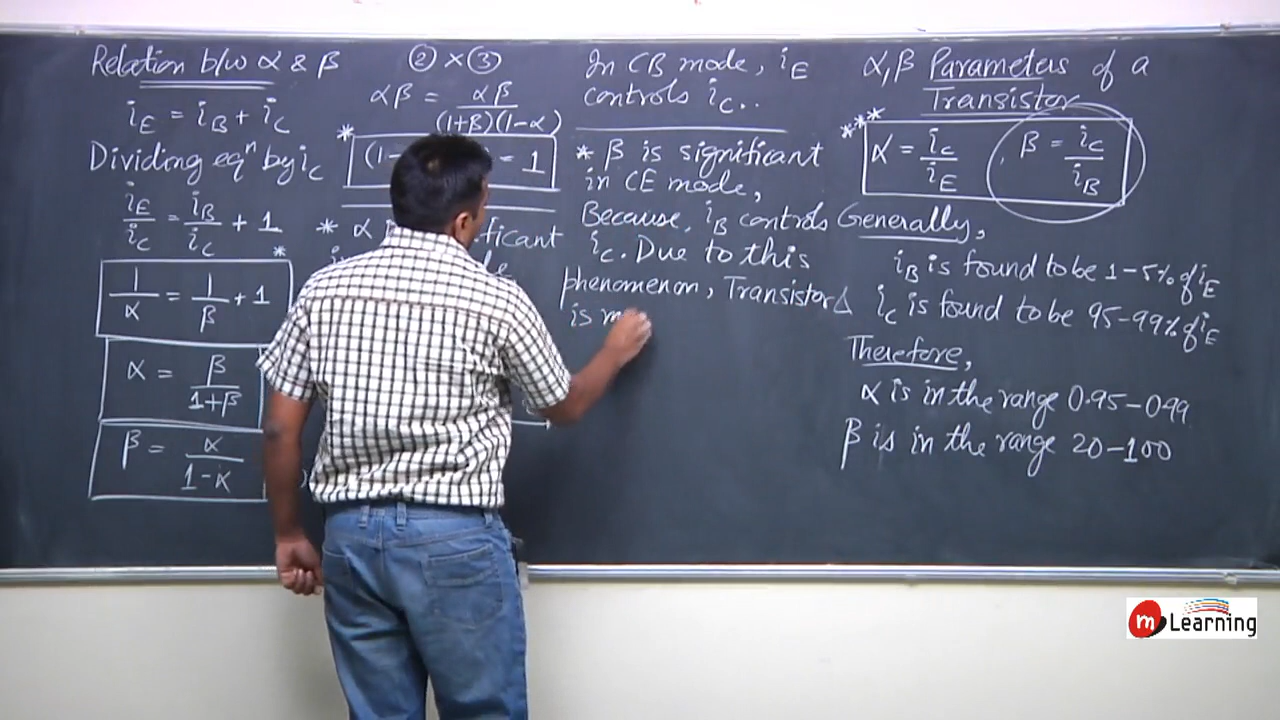 Relation b/w α & β
iE = iB + iC
Dividing eqⁿ by iC
iE/iC = iB/iC + 1
*
1/α = 1/β + 1
α = β/(1+β)
β = α/(1-α)
② × ③
αβ = αβ/((1+β)(1-α))
*
(1 = 1
* α
In CB mode, iE
controls iC..
* β is significant
in CE mode,
Because, iB controls
iC. Due to this
phenomenon, Transistor
is
α, β Parameters of a
Transistor
***
α = iC/iE , β = iC/iB
Generally,
iB is found to be 1-5% of iE
Δ iC is found to be 95-99% of iE
Therefore,
α is in the range 0.95-0.99
β is in the range 20-100
m Learning